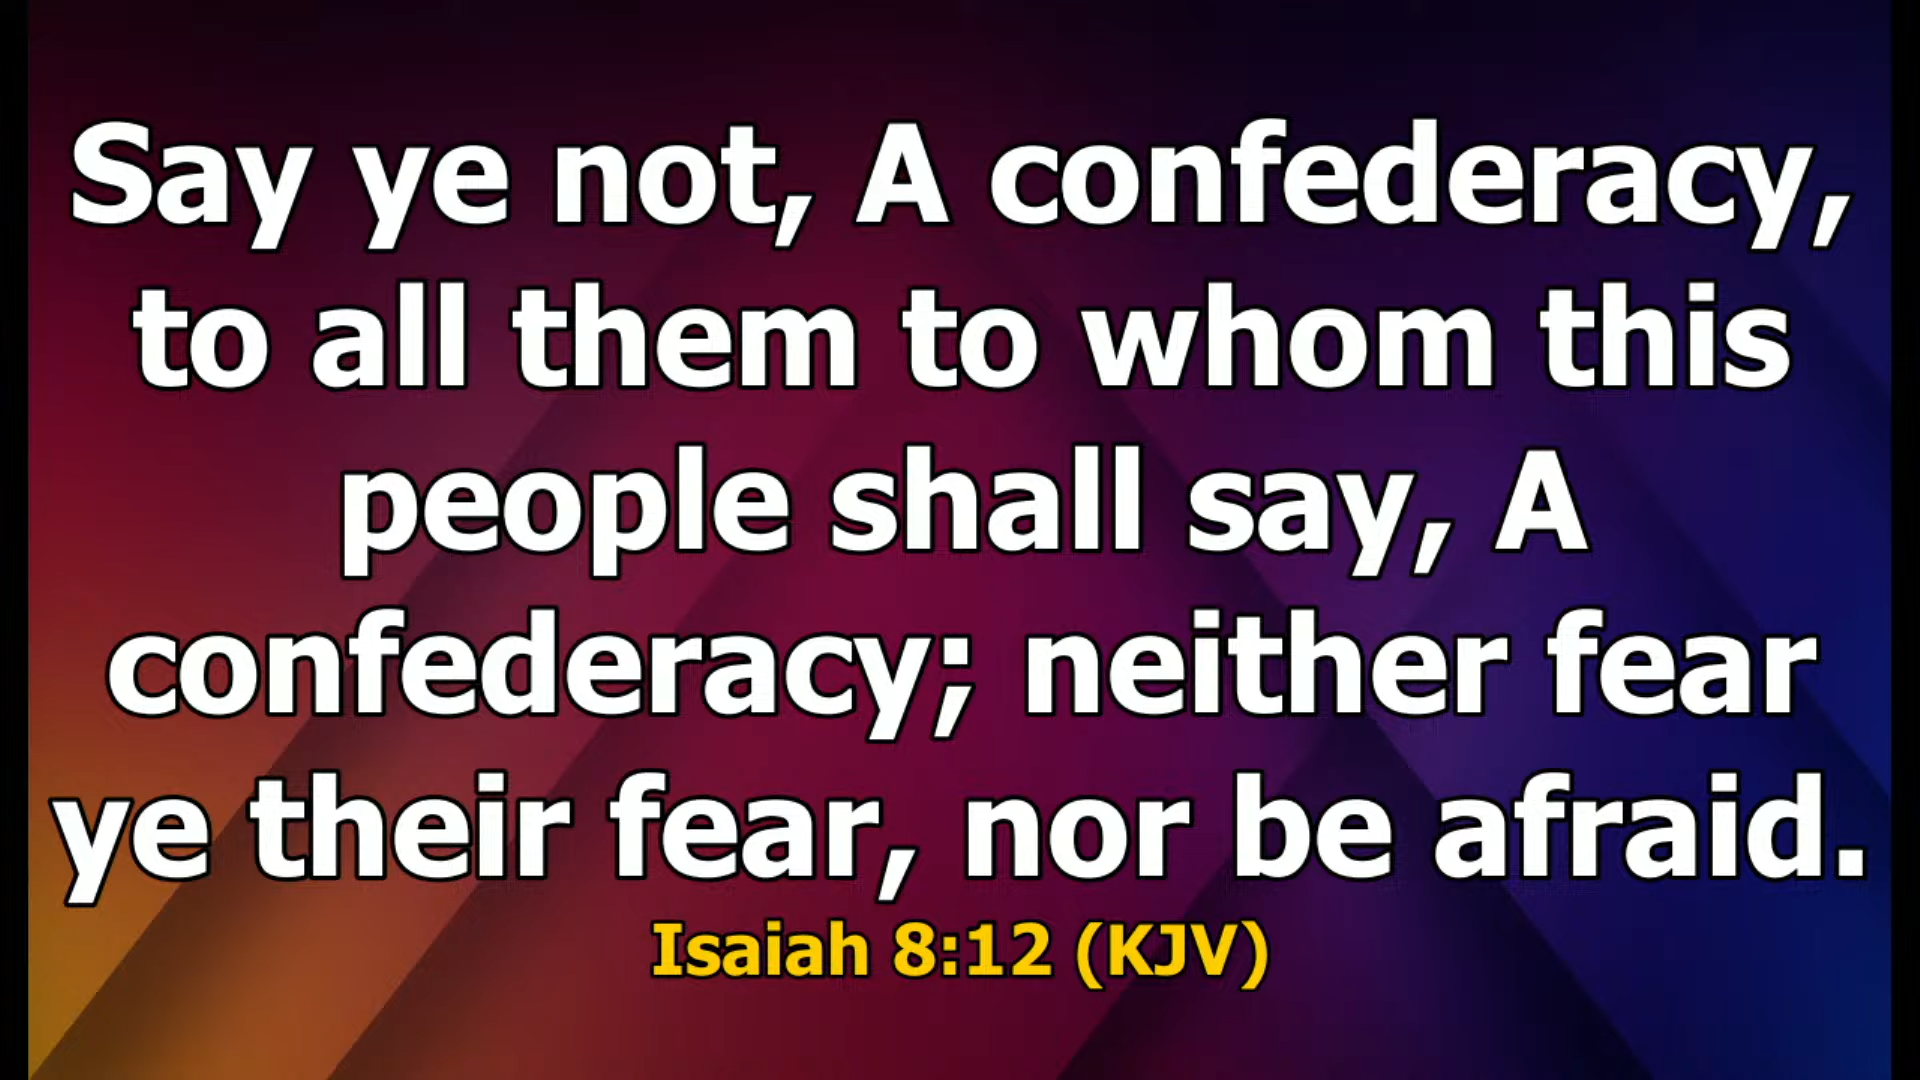 Say ye not, A confederacy,
to all them to whom this
people shall say, A
confederacy; neither fear
ye their fear, nor be afraid.
Isaiah 8:12 (KJV)